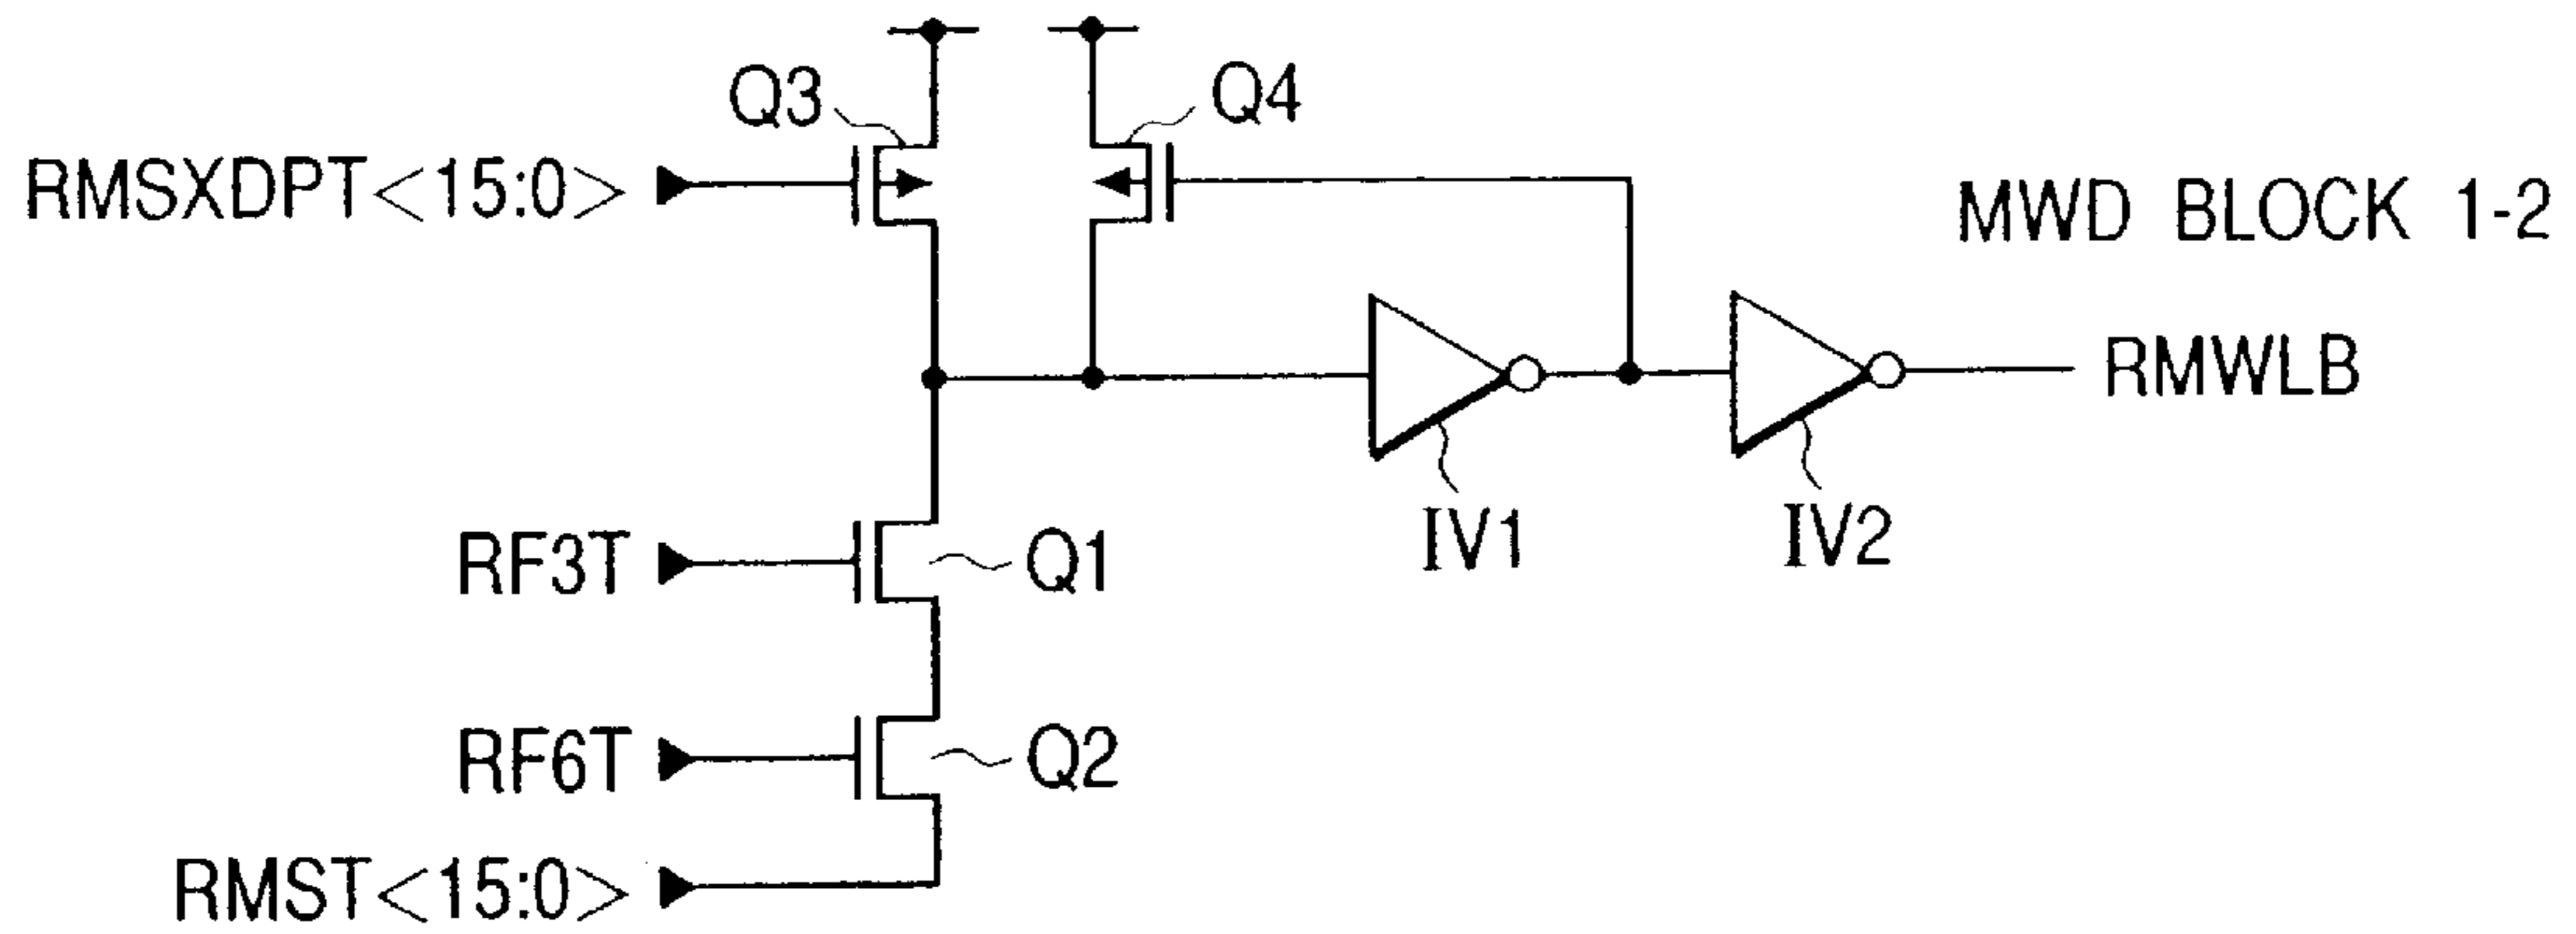 Q3
Q4
RMSXDPT<15:0>
MWD BLOCK 1-2
RMWLB
IV1
IV2
RF3T
Q1
RF6T
Q2
RMST<15:0>